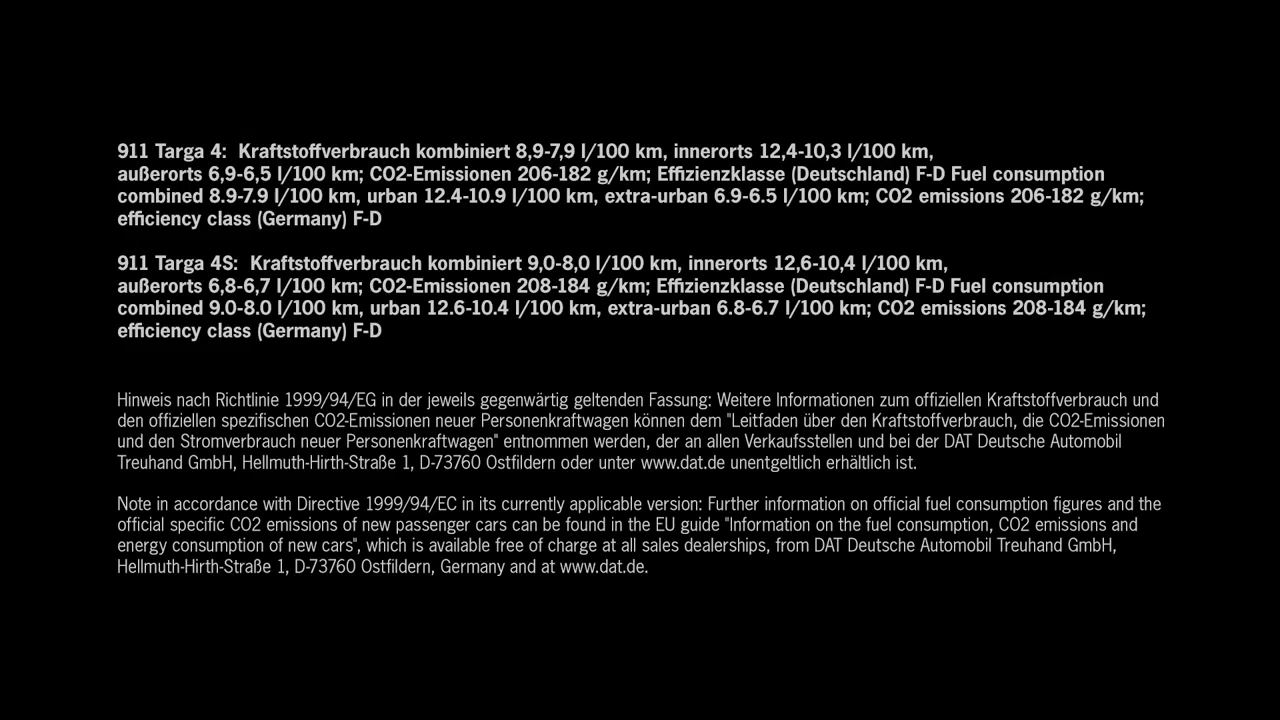 911 Targa 4: Kraftstoffverbrauch kombiniert 8,9-7,9 l/100 km, innerorts 12,4-10,3 l/100 km,
außerorts 6,9-6,5 l/100 km; CO2-Emissionen 206-182 g/km; Effizienzklasse (Deutschland) F-D Fuel consumption
combined 8.9-7.9 l/100 km, urban 12.4-10.9 l/100 km, extra-urban 6.9-6.5 l/100 km; CO2 emissions 206-182 g/km;
efficiency class (Germany) F-D
911 Targa 4S: Kraftstoffverbrauch kombiniert 9,0-8,0 l/100 km, innerorts 12,6-10,4 l/100 km,
außerorts 6,8-6,7 l/100 km; CO2-Emissionen 208-184 g/km; Effizienzklasse (Deutschland) F-D Fuel consumption
combined 9.0-8.0 l/100 km, urban 12.6-10.4 l/100 km, extra-urban 6.8-6.7 l/100 km; CO2 emissions 208-184 g/km;
efficiency class (Germany) F-D
Hinweis nach Richtlinie 1999/94/EG in der jeweils gegenwärtig geltenden Fassung: Weitere Informationen zum offiziellen Kraftstoffverbrauch und
den offiziellen spezifischen CO2-Emissionen neuer Personenkraftwagen können dem "Leitfaden über den Kraftstoffverbrauch, die CO2-Emissionen
und den Stromverbrauch neuer Personenkraftwagen" entnommen werden, der an allen Verkaufsstellen und bei der DAT Deutsche Automobil
Treuhand GmbH, Hellmuth-Hirth-Straße 1, D-73760 Ostfildern oder unter www.dat.de unentgeltlich erhältlich ist.
Note in accordance with Directive 1999/94/EC in its currently applicable version: Further information on official fuel consumption figures and the
official specific CO2 emissions of new passenger cars can be found in the EU guide "Information on the fuel consumption, CO2 emissions and
energy consumption of new cars", which is available free of charge at all sales dealerships, from DAT Deutsche Automobil Treuhand GmbH,
Hellmuth-Hirth-Straße 1, D-73760 Ostfildern, Germany and at www.dat.de.